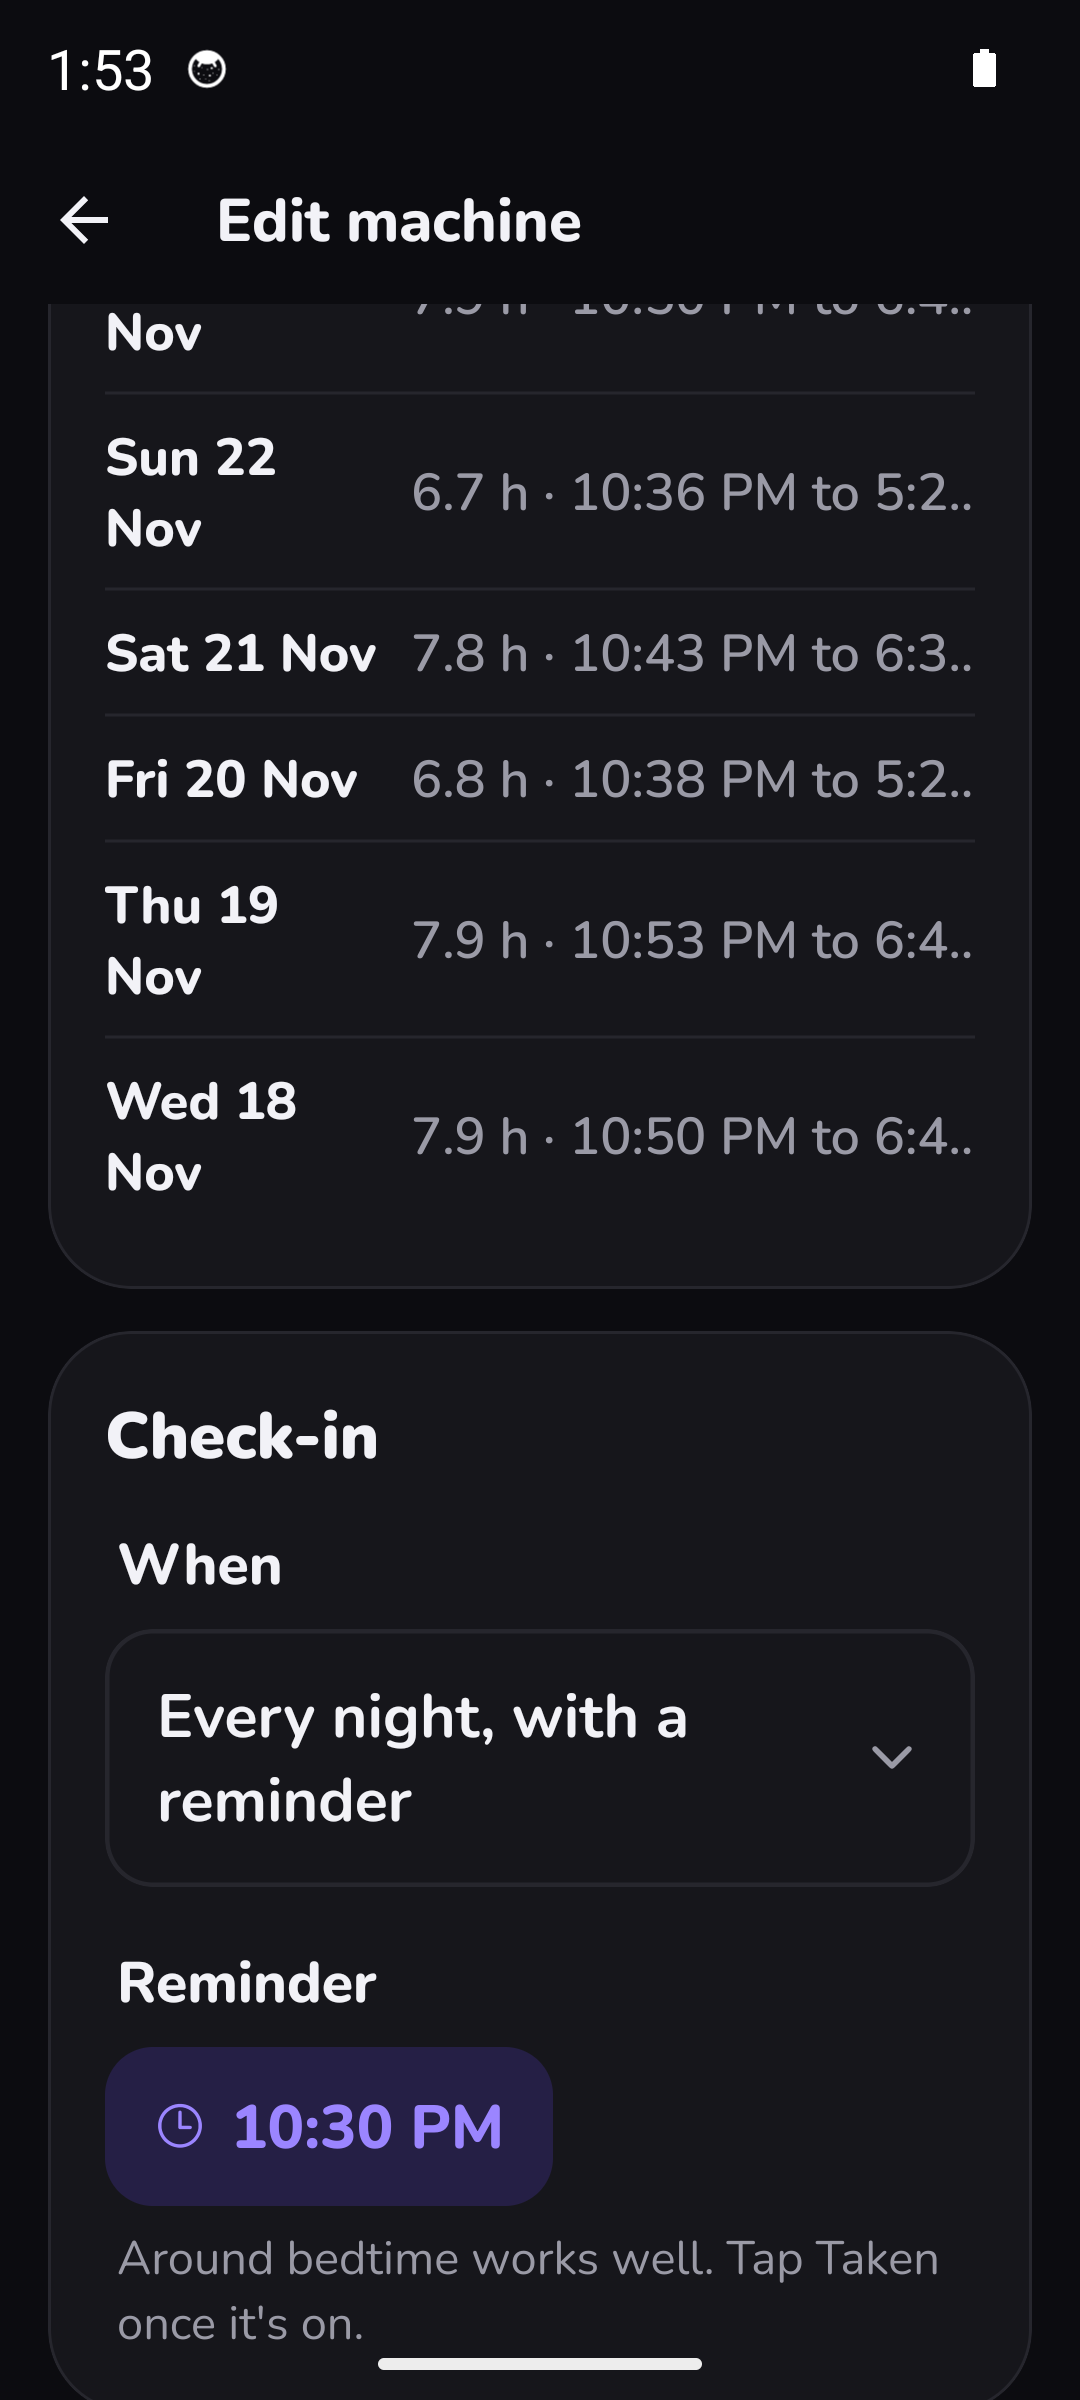 1:53
Edit machine
Nov
Sun 22
Nov
6.7 h · 10:36 PM to 5:2..
Sat 21 Nov
7.8 h · 10:43 PM to 6:3..
Fri 20 Nov
6.8 h · 10:38 PM to 5:2..
Thu 19
Nov
7.9 h · 10:53 PM to 6:4..
Wed 18
Nov
7.9 h · 10:50 PM to 6:4..
Check-in
When
Every night, with a
reminder
Reminder
10:30 PM
Around bedtime works well. Tap Taken
once it's on.